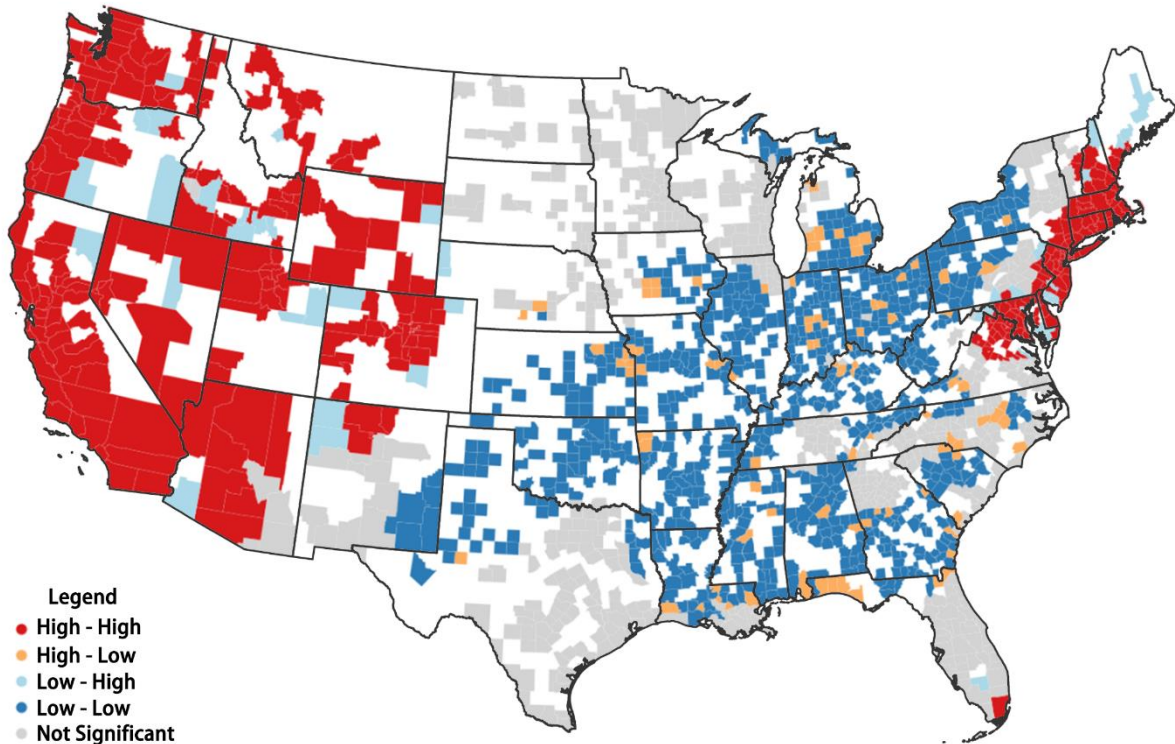 Legend
High - High
High - Low
Low - High
Low - Low
Not Significant